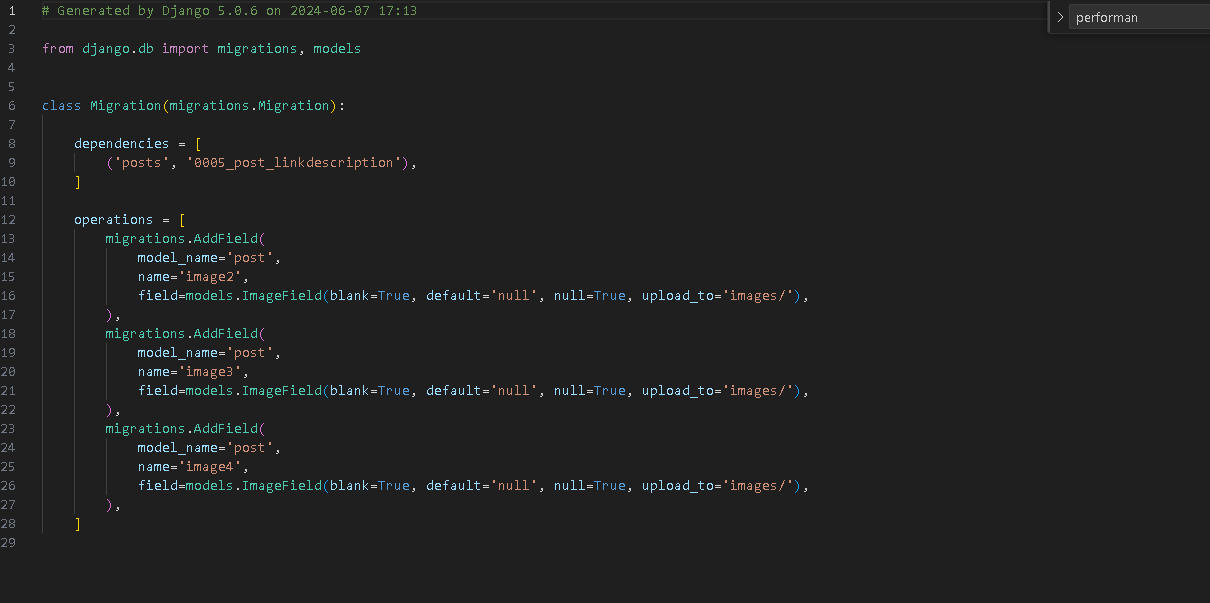 1 # Generated by Django 5.0.6 on 2024-06-07 17:13
performan
2
3 from django.db import migrations, models
4
5
6 class Migration(migrations.Migration):
7
8     dependencies = [
9         ('posts', '0005_post_linkdescription'),
10     ]
11
12     operations = [
13         migrations.AddField(
14             model_name='post',
15             name='image2',
16             field=models.ImageField(blank=True, default='null', null=True, upload_to='images/'),
17         ),
18         migrations.AddField(
19             model_name='post',
20             name='image3',
21             field=models.ImageField(blank=True, default='null', null=True, upload_to='images/'),
22         ),
23         migrations.AddField(
24             model_name='post',
25             name='image4',
26             field=models.ImageField(blank=True, default='null', null=True, upload_to='images/'),
27         ),
28     ]
29